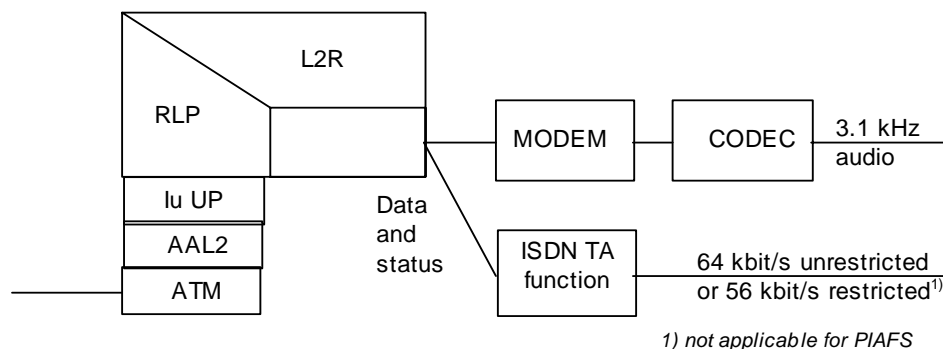 L2R
RLP
MODEM
CODEC
3.1 kHz
audio
Iu UP
AAL2
ATM
Data
and
status
ISDN TA
function
64 kbit/s unrestricted
or 56 kbit/s restricted1)
1) not applicable for PIAFS